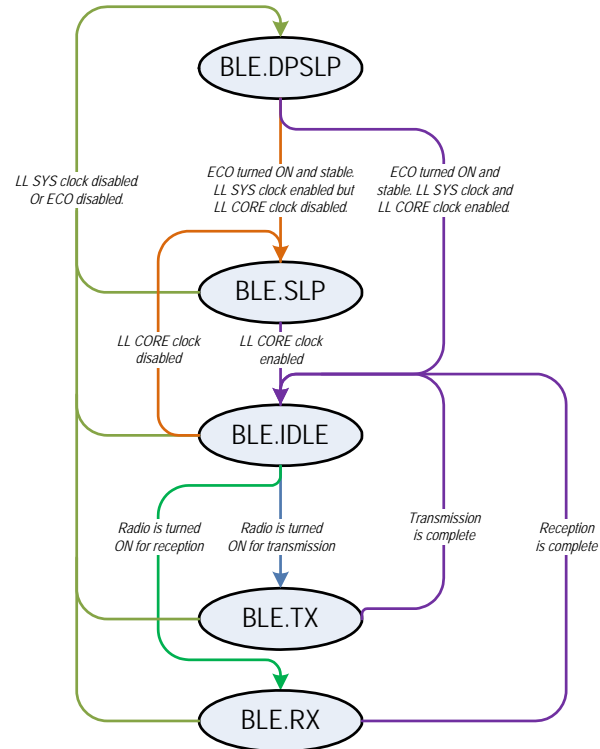 BLE.DPSLP
LL SYS clock disabled.
Or ECO disabled.
ECO turned ON and stable.
LL SYS clock enabled but
LL CORE clock disabled.
ECO turned ON and
stable. LL SYS clock and
LL CORE clock enabled.
BLE.SLP
LL CORE clock
disabled
LL CORE clock
enabled
BLE.IDLE
Radio is turned
ON for reception
Radio is turned
ON for transmission
Transmission
is complete
Reception
is complete
BLE.TX
BLE.RX